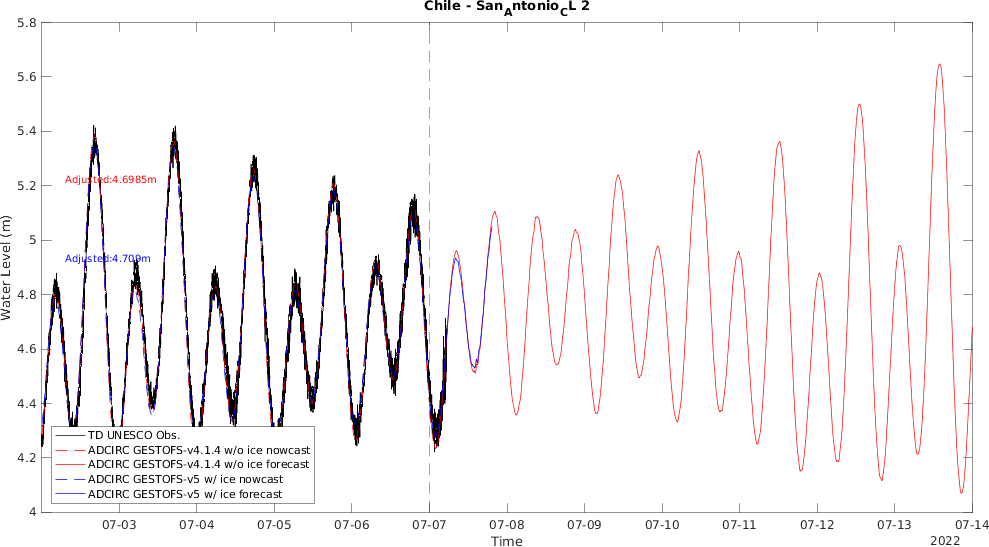 Chile - SanAntonioCL 2
Water Level (m)
5.8
5.6
5.4
5.2
5
4.8
4.6
4.4
4.2
4
Adjusted:4.6985m
Adjusted:4.709m
TD UNESCO Obs.
ADCIRC GESTOFS-v4.1.4 w/o ice nowcast
ADCIRC GESTOFS-v4.1.4 w/o ice forecast
ADCIRC GESTOFS-v5 w/ ice nowcast
ADCIRC GESTOFS-v5 w/ ice forecast
07-03 07-04 07-05 07-06 07-07 07-08 07-09 07-10 07-11 07-12 07-13 07-14
Time
2022